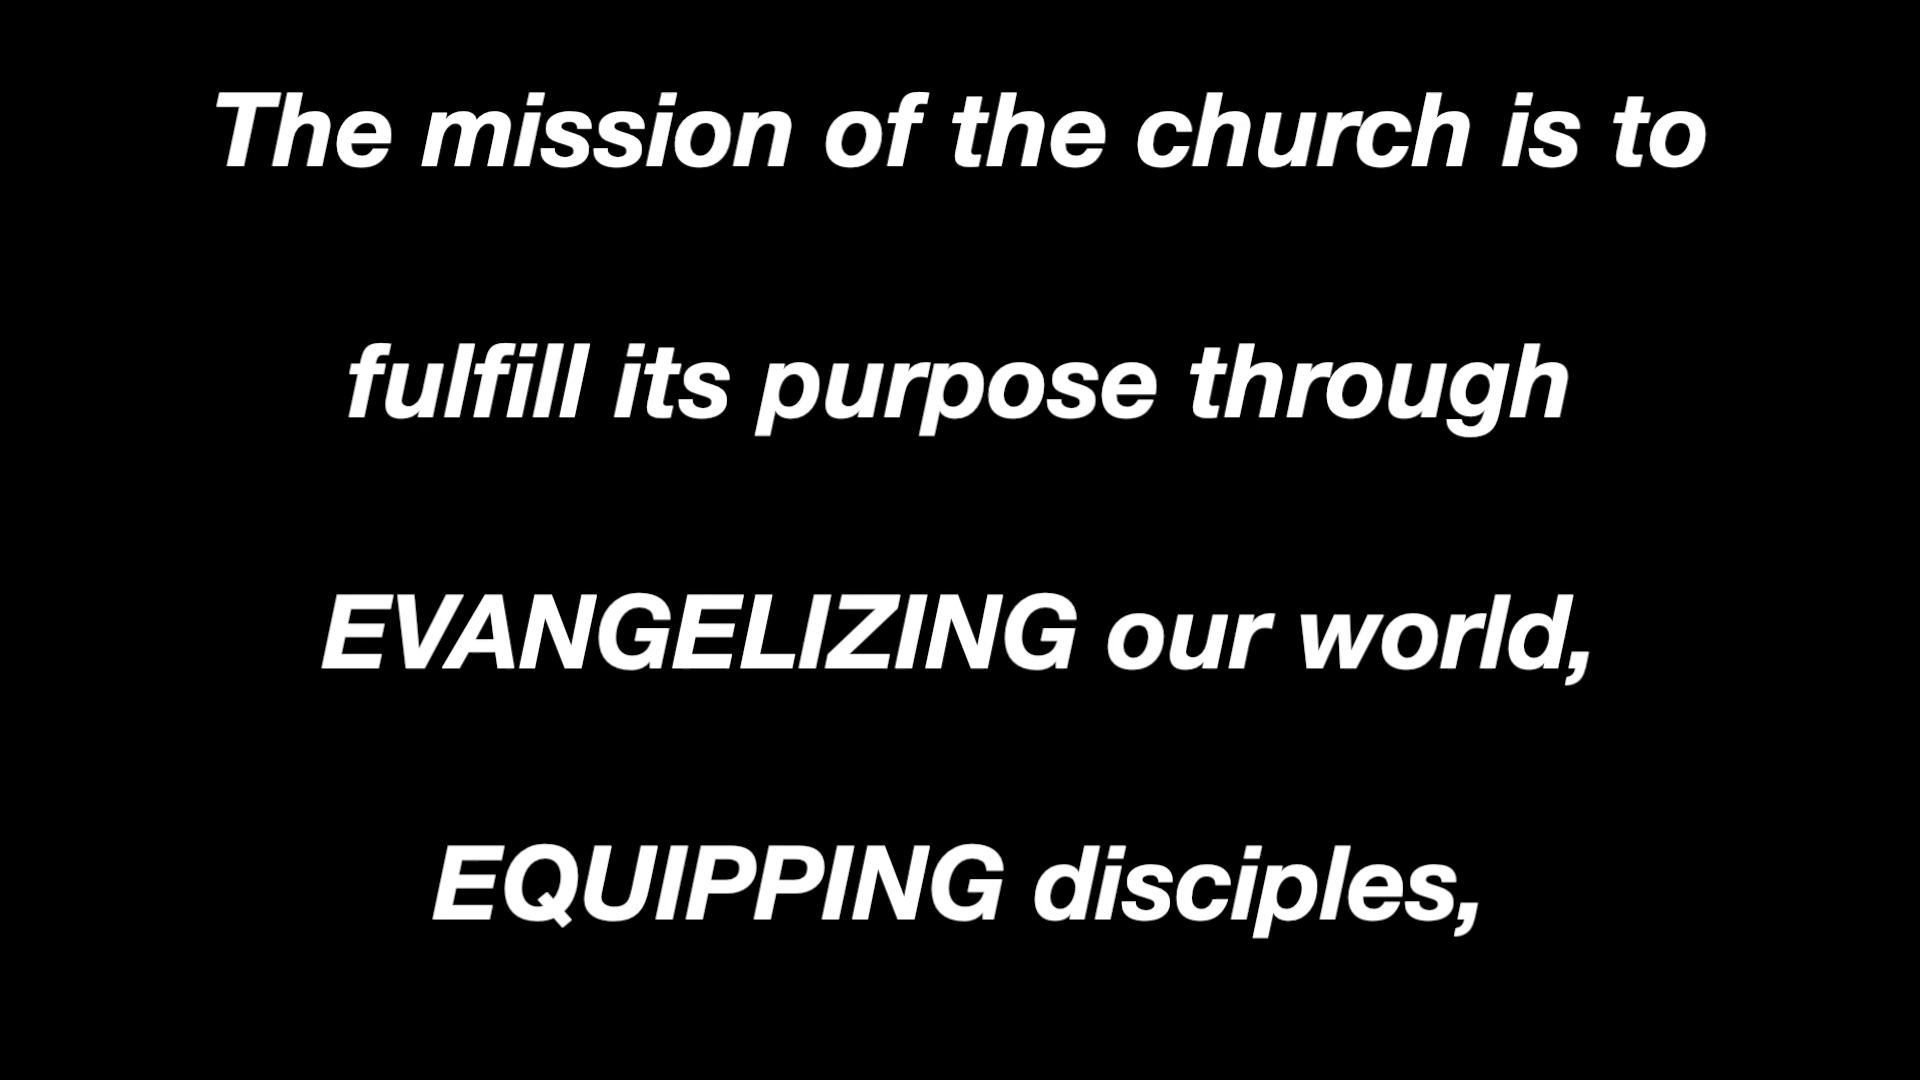 The mission of the church is to
fulfill its purpose through
EVANGELIZING our world,
EQUIPPING disciples,